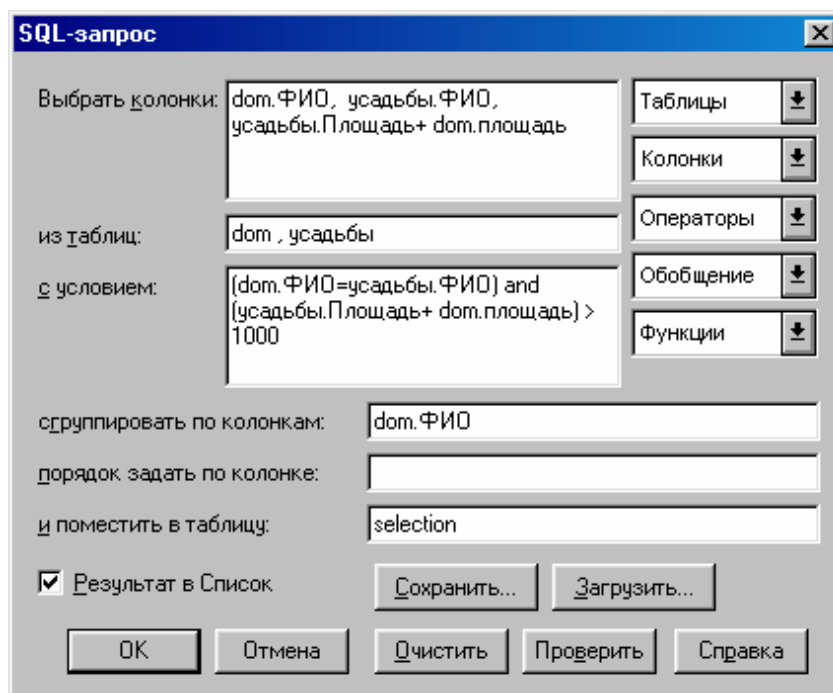 SQL-запрос
Выбрать колонки:
dom.ФИО, усадьбы.ФИО,
усадьбы.Площадь+ dom.площадь
Таблицы
Колонки
из таблиц:
dom , усадьбы
Операторы
с условием:
(dom.ФИО=усадьбы.ФИО) and
(усадьбы.Площадь+ dom.площадь) >
1000
Обобщение
Функции
сгруппировать по колонкам:
dom.ФИО
порядок задать по колонке:
и поместить в таблицу:
selection
Результат в Список
Сохранить...
Загрузить...
OK
Отмена
Очистить
Проверить
Справка